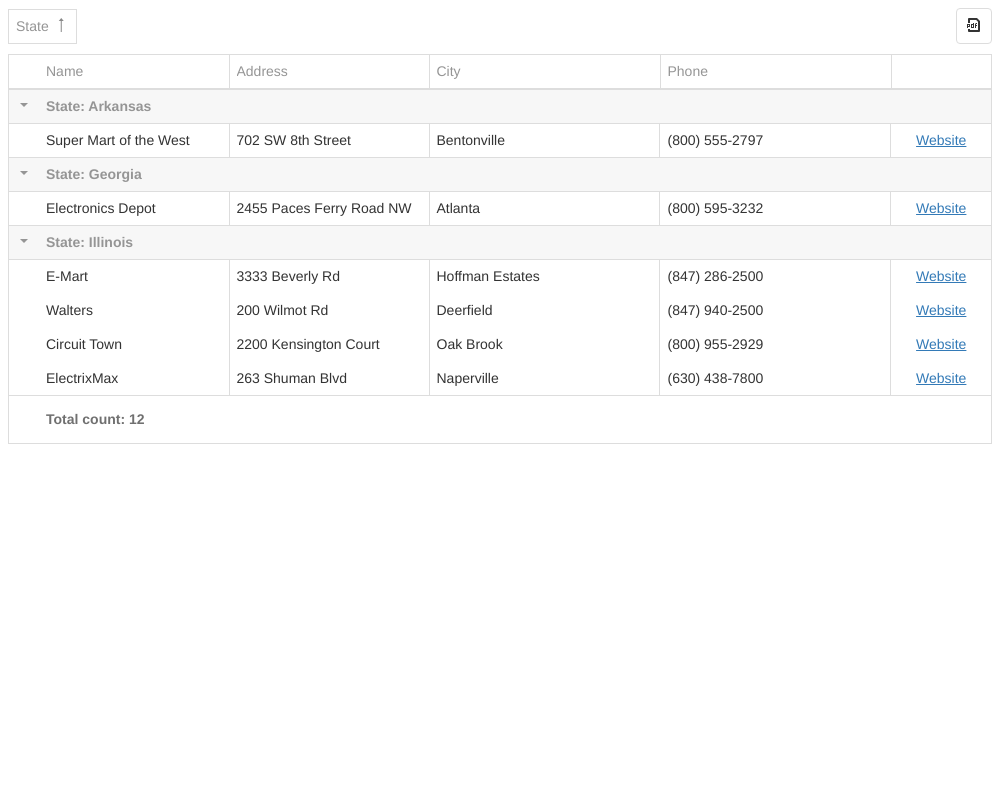 State
Name Address City Phone
State: Arkansas
Super Mart of the West 702 SW 8th Street Bentonville (800) 555-2797 Website
State: Georgia
Electronics Depot 2455 Paces Ferry Road NW Atlanta (800) 595-3232 Website
State: Illinois
E-Mart 3333 Beverly Rd Hoffman Estates (847) 286-2500 Website
Walters 200 Wilmot Rd Deerfield (847) 940-2500 Website
Circuit Town 2200 Kensington Court Oak Brook (800) 955-2929 Website
ElectrixMax 263 Shuman Blvd Naperville (630) 438-7800 Website
Total count: 12